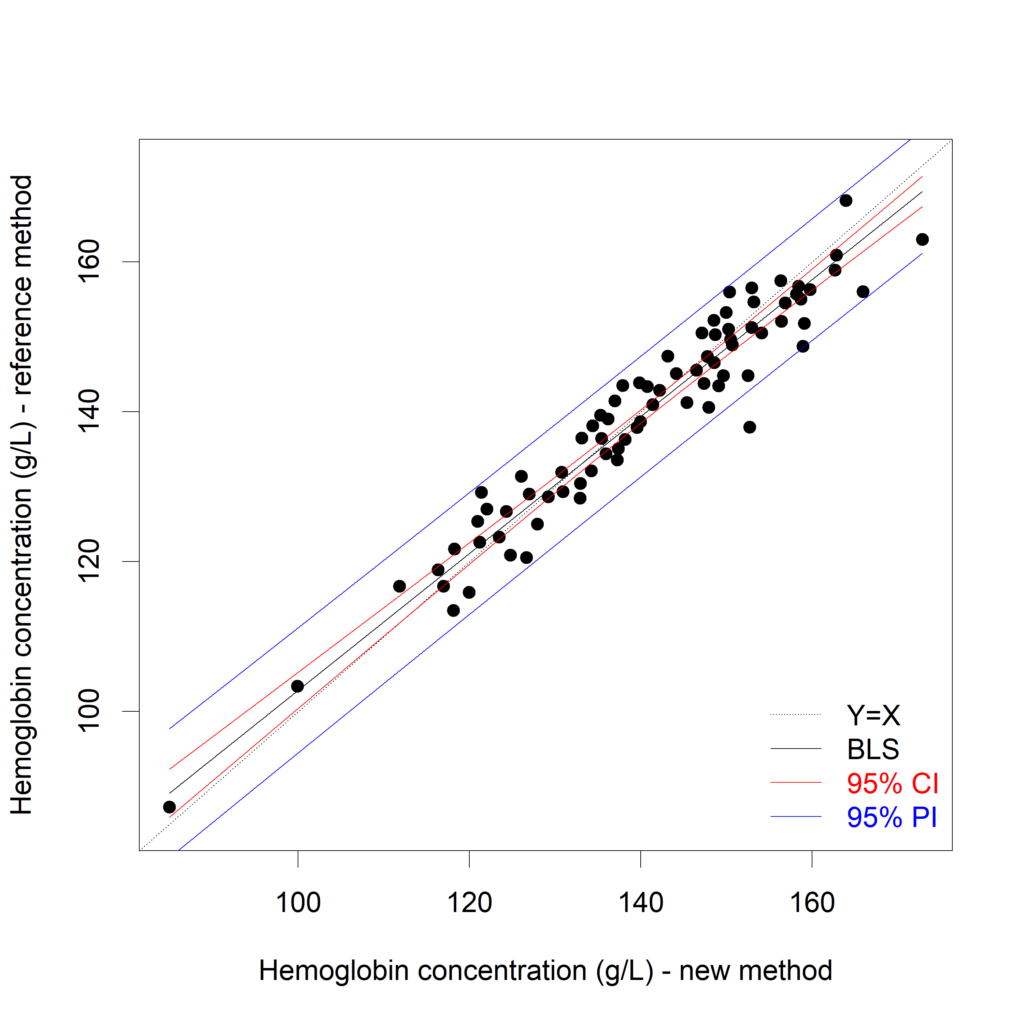 Hemoglobin concentration (g/L) - reference method
160
140
120
100
Y=X
BLS
95% CI
95% PI
100 120 140 160
Hemoglobin concentration (g/L) - new method